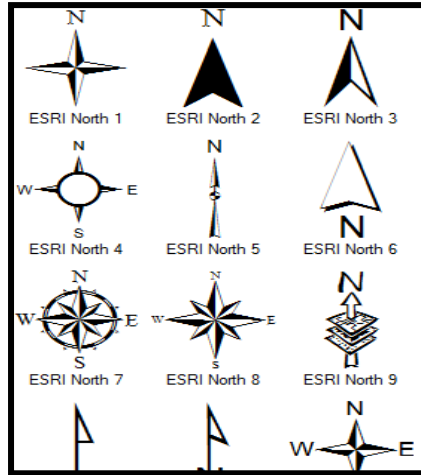 N N N
ESRI North 1 ESRI North 2 ESRI North 3
N N
W E
S N
ESRI North 4 ESRI North 5 ESRI North 6
N N N
W E W E
S S
ESRI North 7 ESRI North 8 ESRI North 9
N
W E